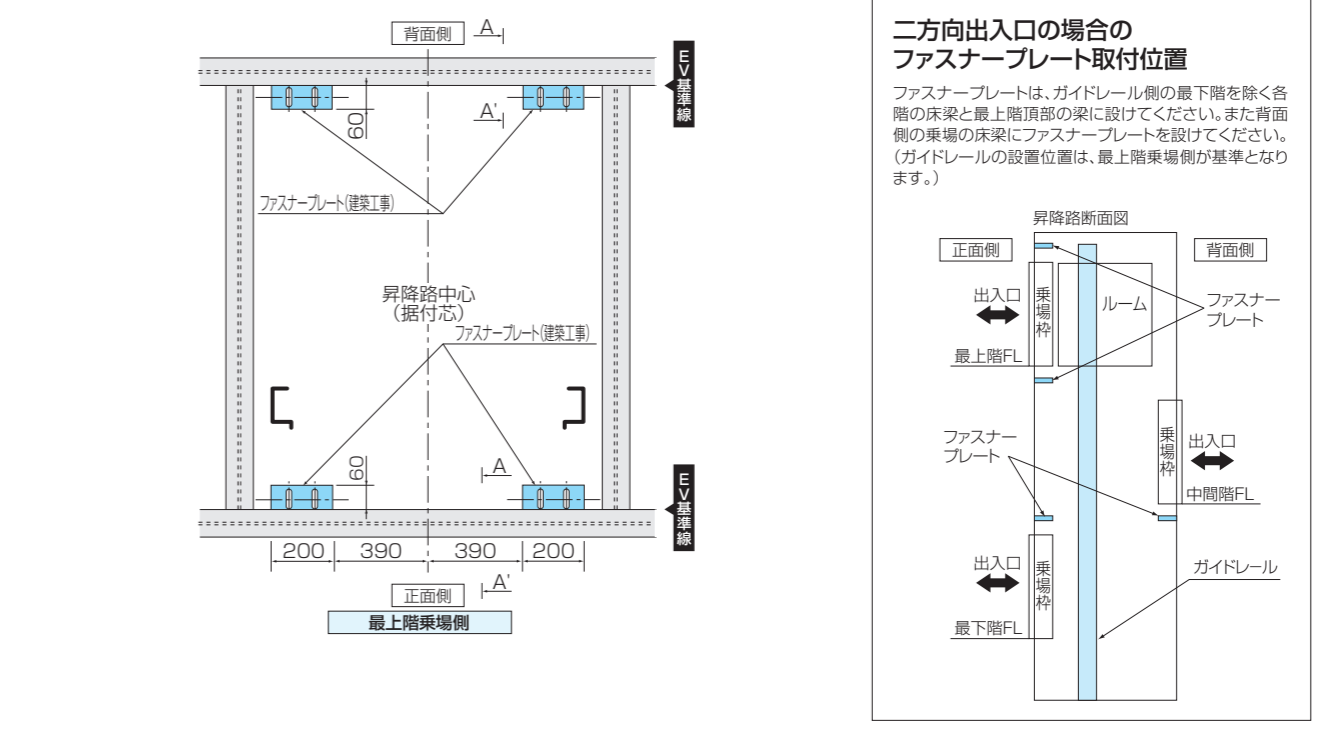 背面側
A
EV基準線
A'
60
ファスナープレート(建築工事)
昇降路中心
(据付芯)
ファスナープレート(建築工事)
60
A
EV基準線
200
390
390
200
A'
正面側
最上階乗場側
二方向出入口の場合の
ファスナープレート取付位置
ファスナープレートは、ガイドレール側の最下階を除く各
階の床梁と最上階頂部の梁に設けてください。また背面
側の乗場の床梁にファスナープレートを設けてください。
(ガイドレールの設置位置は、最上階乗場側が基準となり
ます。)
昇降路断面図
正面側
背面側
出入口
乗場枠
ルーム
ファスナー
プレート
最上階FL
ファスナー
プレート
乗場枠
出入口
中間階FL
出入口
乗場枠
ガイドレール
最下階FL